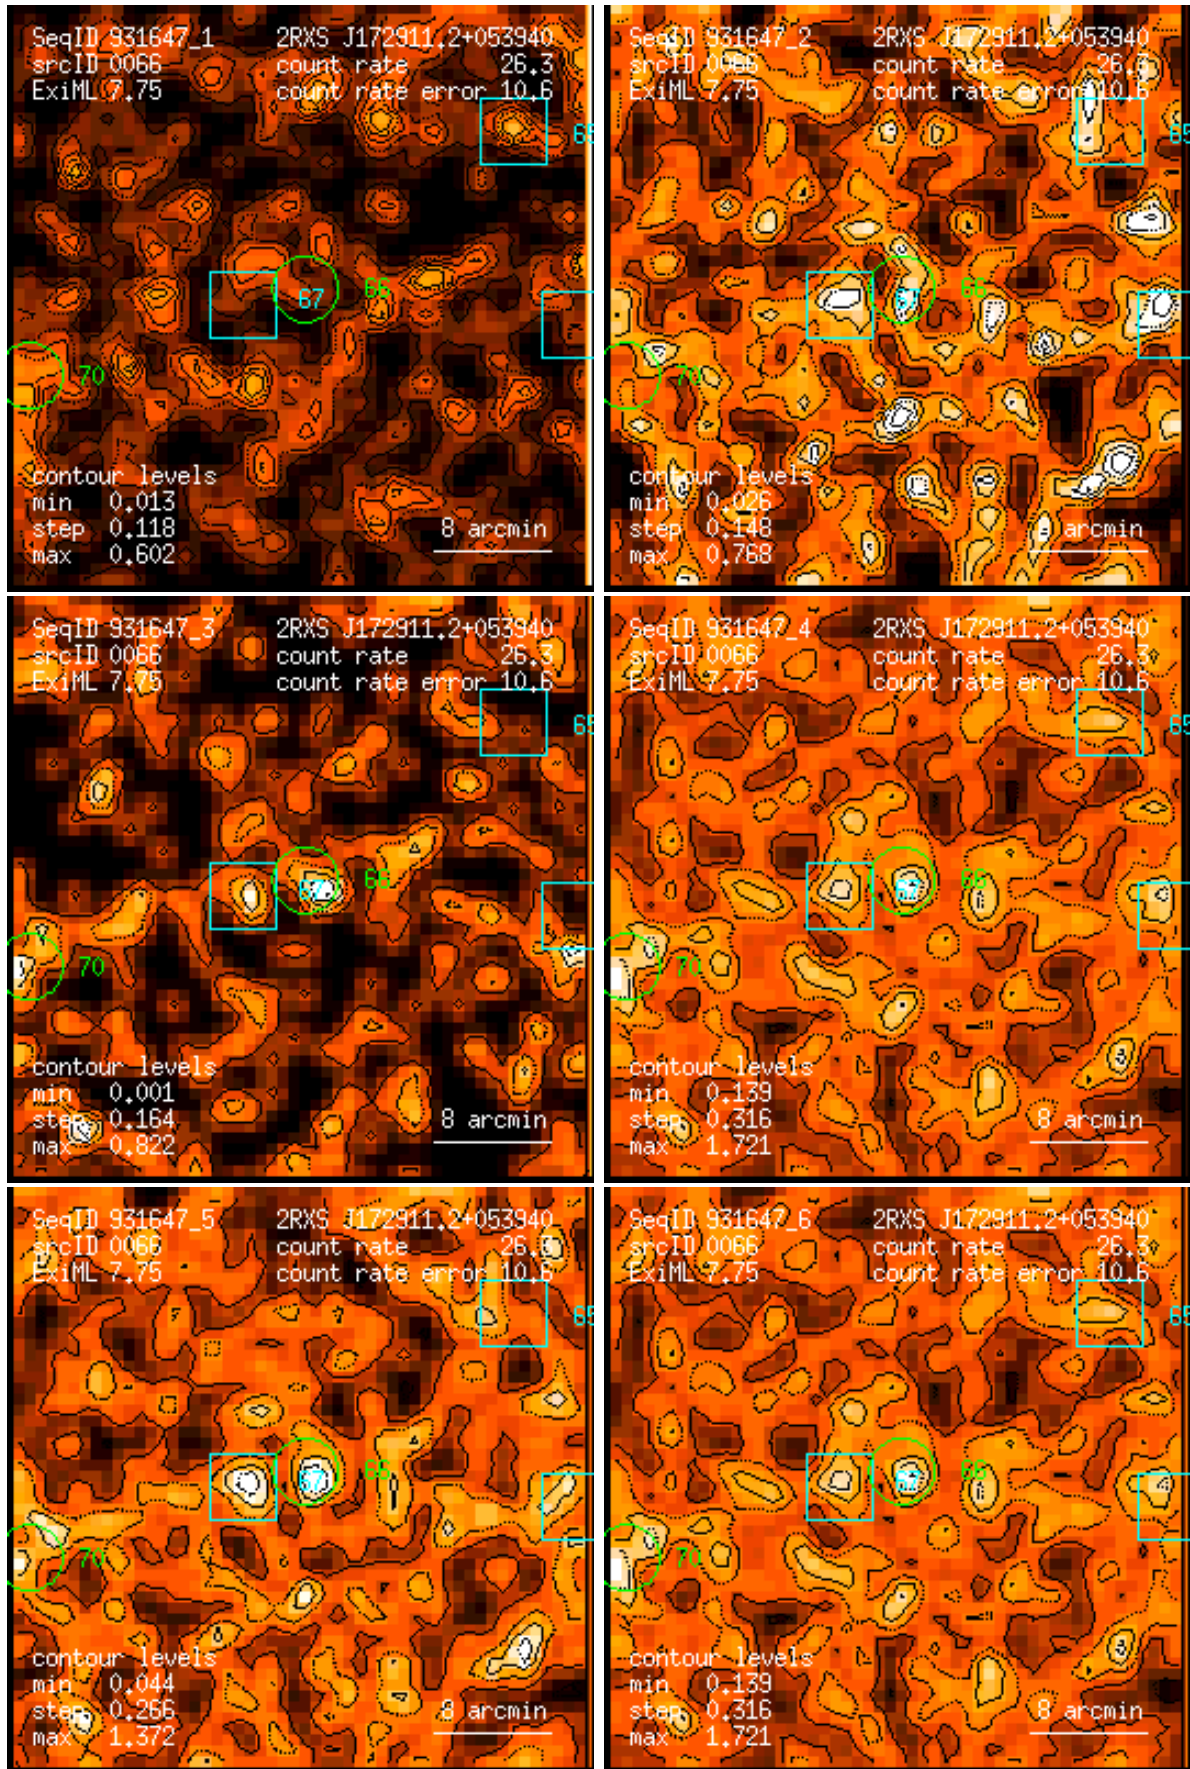 SeqID 931647_1 2RXS J172911.2+053940
srcID 0066 count rate 26.3
ExiML 7.75 count rate error 10.6
65
67 66
70
contour levels
min 0.013
step 0.118 8 arcmin
max 0.602
SeqID 931647_2 2RXS J172911.2+053940
srcID 0066 count rate 26.3
ExiML 7.75 count rate error 10.6
65
67 66
70
contour levels
min 0.026
step 0.148 8 arcmin
max 0.768
SeqID 931647_3 2RXS J172911.2+053940
srcID 0066 count rate 26.3
ExiML 7.75 count rate error 10.6
65
67 66
70
contour levels
min 0.001
step 0.164 8 arcmin
max 0.822
SeqID 931647_4 2RXS J172911.2+053940
srcID 0066 count rate 26.3
ExiML 7.75 count rate error 10.6
65
67 66
70
contour levels
min 0.139
step 0.316 8 arcmin
max 1.721
SeqID 931647_5 2RXS J172911.2+053940
srcID 0066 count rate 26.3
ExiML 7.75 count rate error 10.6
65
67 66
70
contour levels
min 0.044
step 0.266 8 arcmin
max 1.372
SeqID 931647_6 2RXS J172911.2+053940
srcID 0066 count rate 26.3
ExiML 7.75 count rate error 10.6
65
67 66
70
contour levels
min 0.139
step 0.316 8 arcmin
max 1.721